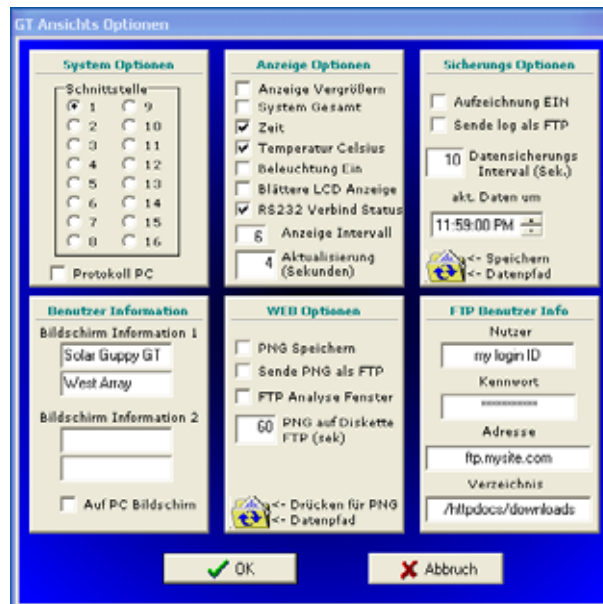 GT Ansichts Optionen
System Optionen
Schnittstelle
1 9
2 10
3 11
4 12
5 13
6 14
7 15
8 16
Protokoll PC
Anzeige Optionen
Anzeige Vergrößern
System Gesamt
Zeit
Temperatur Celsius
Beleuchtung Ein
Blättere LCD Anzeige
RS232 Verbind Status
6 Anzeige Intervall
4 Aktualisierung
(Sekunden)
Sicherungs Optionen
Aufzeichnung EIN
Sende log als FTP
10 Datensicherungs
Interval (Sek.)
akt. Daten um
11:59:00 PM
<- Speichern
<- Datenpfad
Benutzer Information
Bildschirm Information 1
Solar Guppy GT
West Array
Bildschirm Information 2
Auf PC Bildschirn
WEB Optionen
PNG Speichern
Sende PNG als FTP
FTP Analyse Fenster
60 PNG auf Diskette
FTP (sek)
<- Drücken für PNG
<- Datenpfad
FTP Benutzer Info
Nutzer
my login ID
Kennwort
Adresse
ftp.mysite.com
Verzeichnis
/httpdocs/downloads
OK
Abbruch